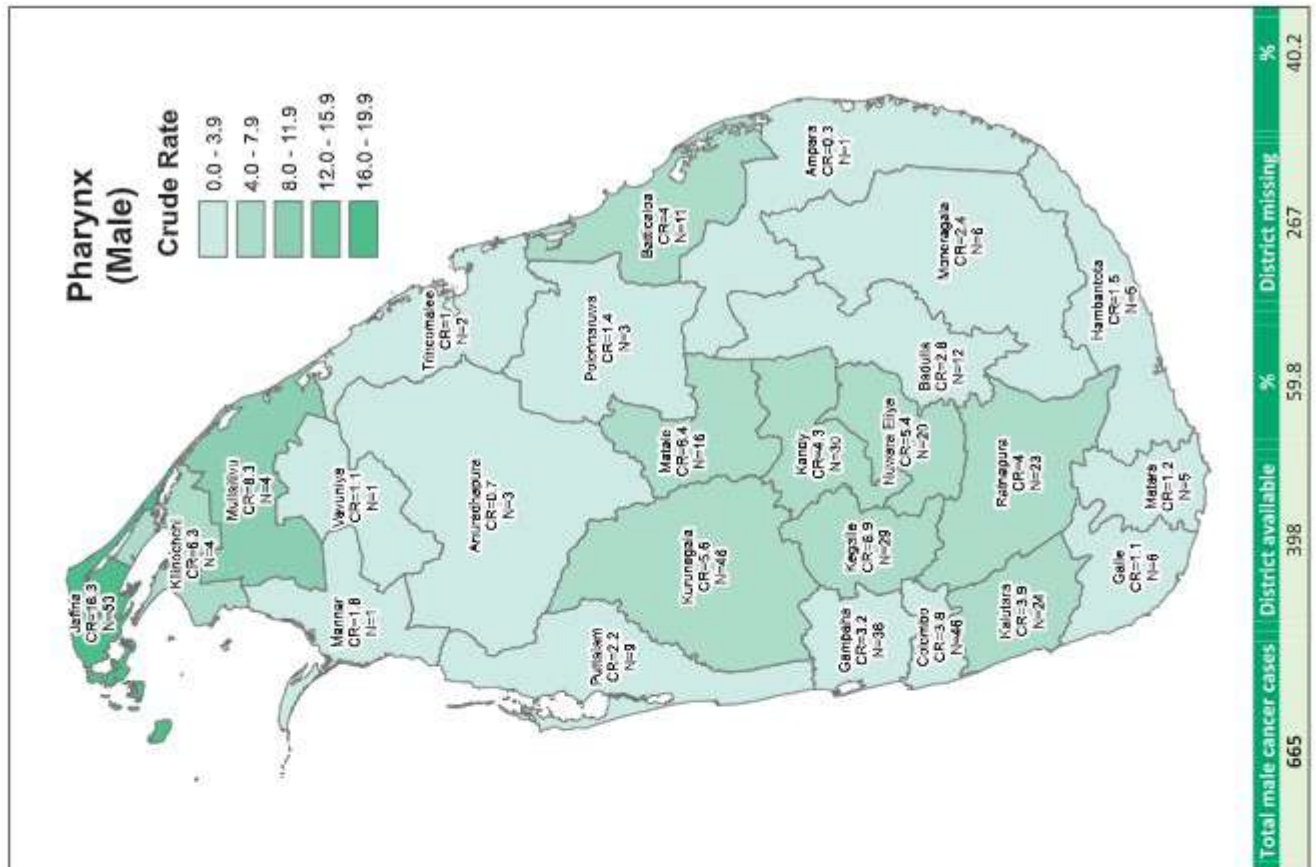 Pharynx
(Male)
Crude Rate
0.0 - 3.9
4.0 - 7.9
8.0 - 11.9
12.0 - 15.9
16.0 - 19.9
Jaffna
N=53
Kilinochchi
CR=6.3
N=4
Mullaitivu
CR=8.3
N=4
Mannar
CR=1.8
N=1
Vavuniya
CR=1.1
N=1
Trincomalee
CR=1
N=2
Anuradhapura
CR=0.7
N=3
Puttalam
CR=2.2
N=9
Polonnaruwa
CR=1.4
N=3
Batticaloa
CR=4
N=11
Matale
CR=6.4
N=16
Kurunegala
CR=5.6
N=46
Kandy
CR=4.3
N=30
Ampara
CR=0.3
N=1
Kegalle
CR=6.9
N=29
Gampaha
CR=3.2
N=38
Nuwara Eliya
CR=5.4
N=20
Badulla
CR=2.8
N=12
Moneragala
CR=2.4
N=6
Colombo
CR=3.8
N=46
Ratnapura
CR=4
N=23
Kalutara
CR=3.9
N=24
Hambantota
CR=1.5
N=5
Galle
CR=1.1
N=6
Matara
CR=1.2
N=5
Total male cancer cases District available % District missing %
665 398 59.8 267 40.2